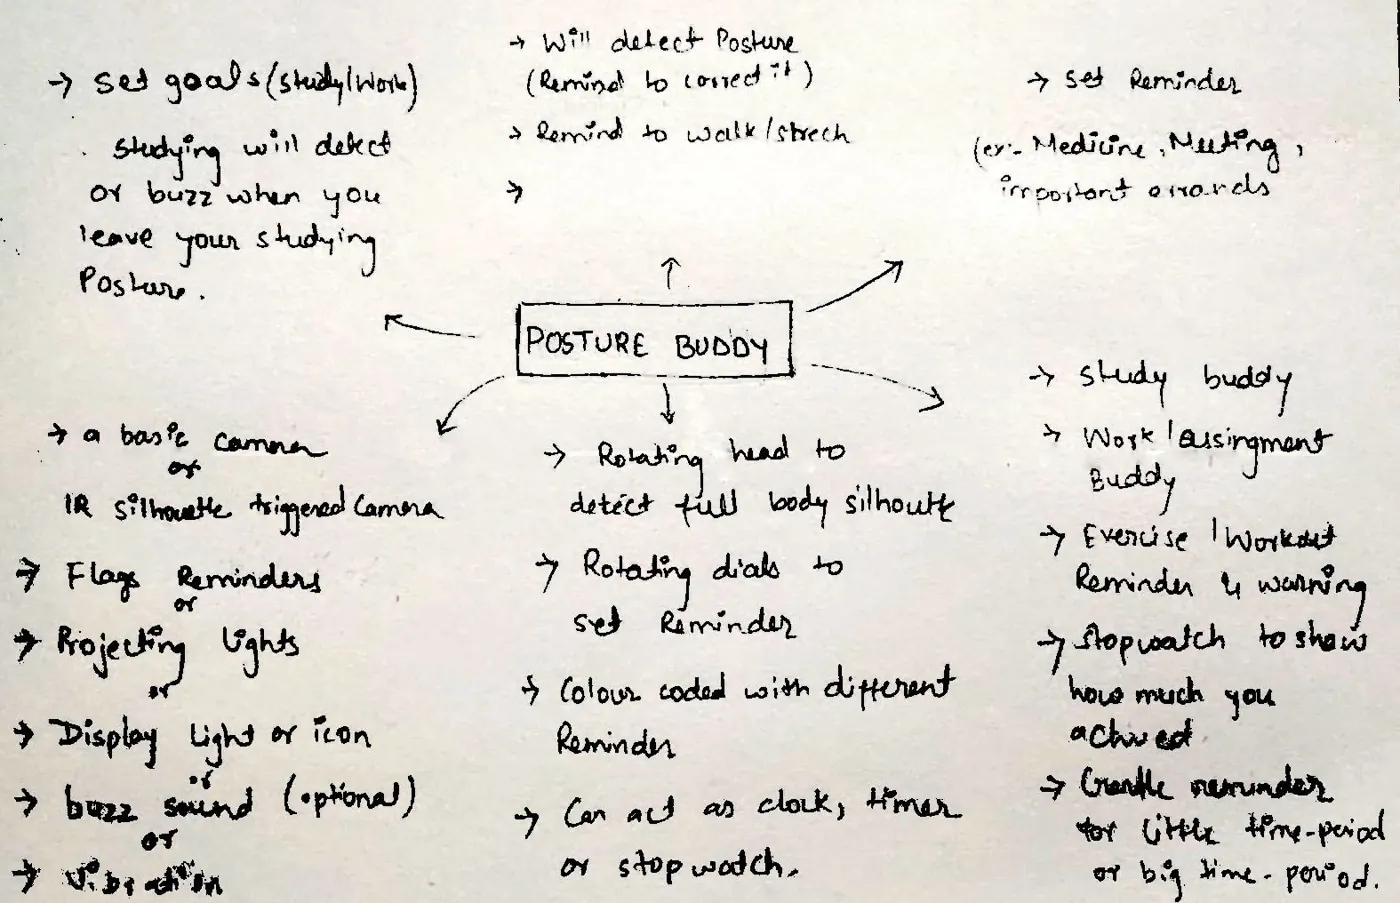 → Set goals (study/work)
. Studying will detect
or buzz when you
leave your studying
Posture.
→ Will detect Posture
(Remind to correct it)
→ Remind to walk/strech
→
→ set Reminder
(ex:- Medicine, Meeting,
important errands
POSTURE BUDDY
→ a basic camera
or
IR silhouette triggered camera
→ Flags Reminders
or
→ Projecting lights
or
→ Display light or icon
or
→ buzz sound (optional)
or
→ Vibration
→ Rotating head to
detect full body silhoutte
→ Rotating dials to
set Reminder
→ Colour coded with different
Reminder
→ Can act as clock, timer
or stopwatch.
→ study buddy
→ Work/assingment
Buddy
→ Exercise/Workout
Reminder & warning
→ stopwatch to show
how much you
achived
→ Gentle reminder
for little time-period
or big time-period.